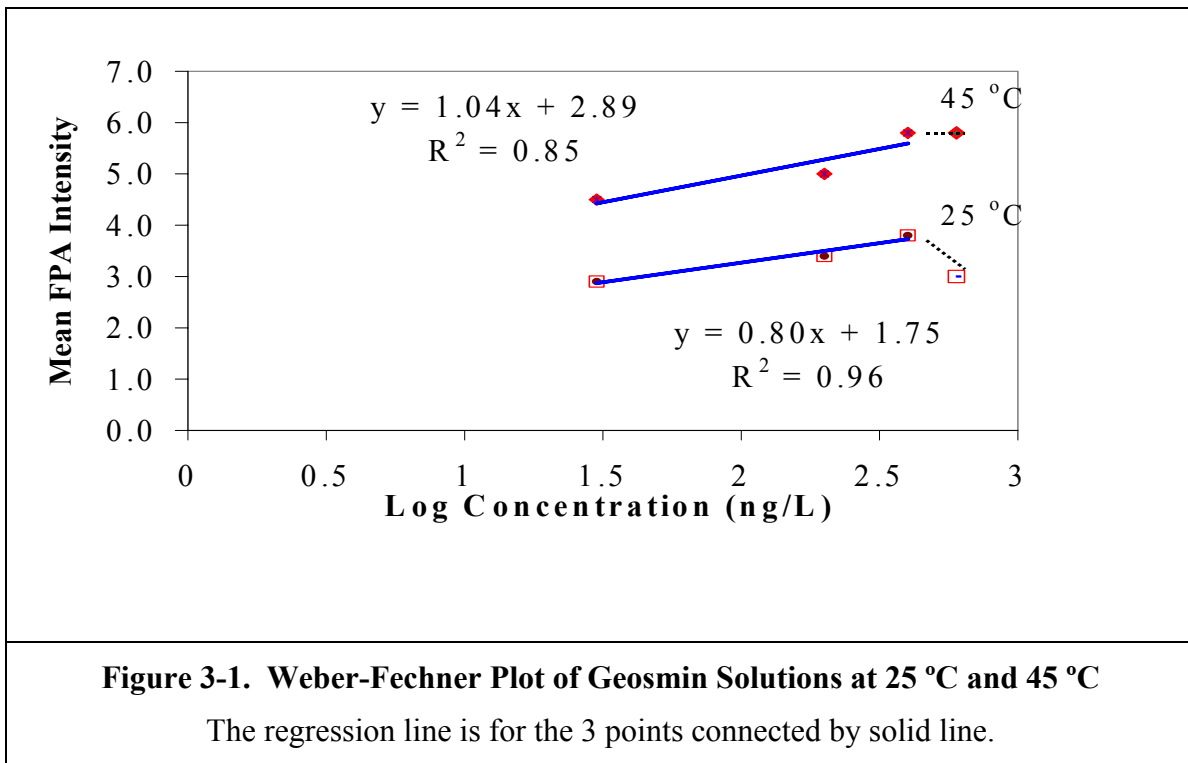 7.0
6.0
5.0
4.0
3.0
2.0
1.0
0.0
Mean FPA Intensity
y = 1.04x + 2.89
R² = 0.85
45 °C
25 °C
y = 0.80x + 1.75
R² = 0.96
0 0.5 1 1.5 2 2.5 3
Log Concentration (ng/L)
Figure 3-1. Weber-Fechner Plot of Geosmin Solutions at 25 ºC and 45 ºC
The regression line is for the 3 points connected by solid line.